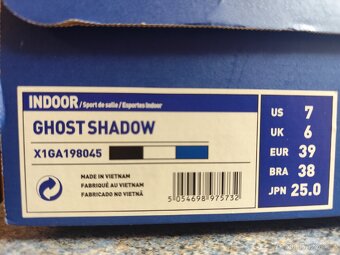 INDOOR / Sport de salle / Esportes Indoor
GHOST SHADOW
X1GA198045
MADE IN VIETNAM
FABRIQUÉ AU VIETNAM
FABRICADO NO VIETNÃ
5 054698 975732
US 7
UK 6
EUR 39
BRA 38
JPN 25.0